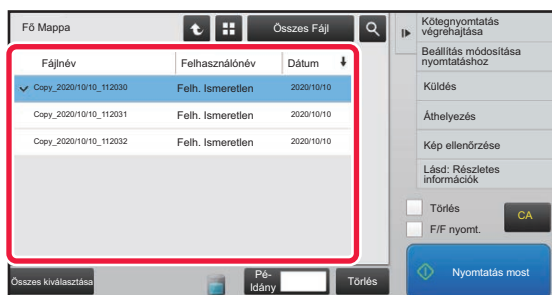 Fő Mappa
Összes Fájl
Fájlnév Felhasználónév Dátum
Copy_2020/10/10_112030 Felh. Ismeretlen 2020/10/10
Copy_2020/10/10_112031 Felh. Ismeretlen 2020/10/10
Copy_2020/10/10_112032 Felh. Ismeretlen 2020/10/10
Összes kiválasztása
Pé-
ldány
Törlés
Kötegnyomtatás
végrehajtása
Beállítás módosítása
nyomtatáshoz
Küldés
Áthelyezés
Kép ellenőrzése
Lásd: Részletes
információk
Törlés
F/F nyomt.
CA
Nyomtatás most